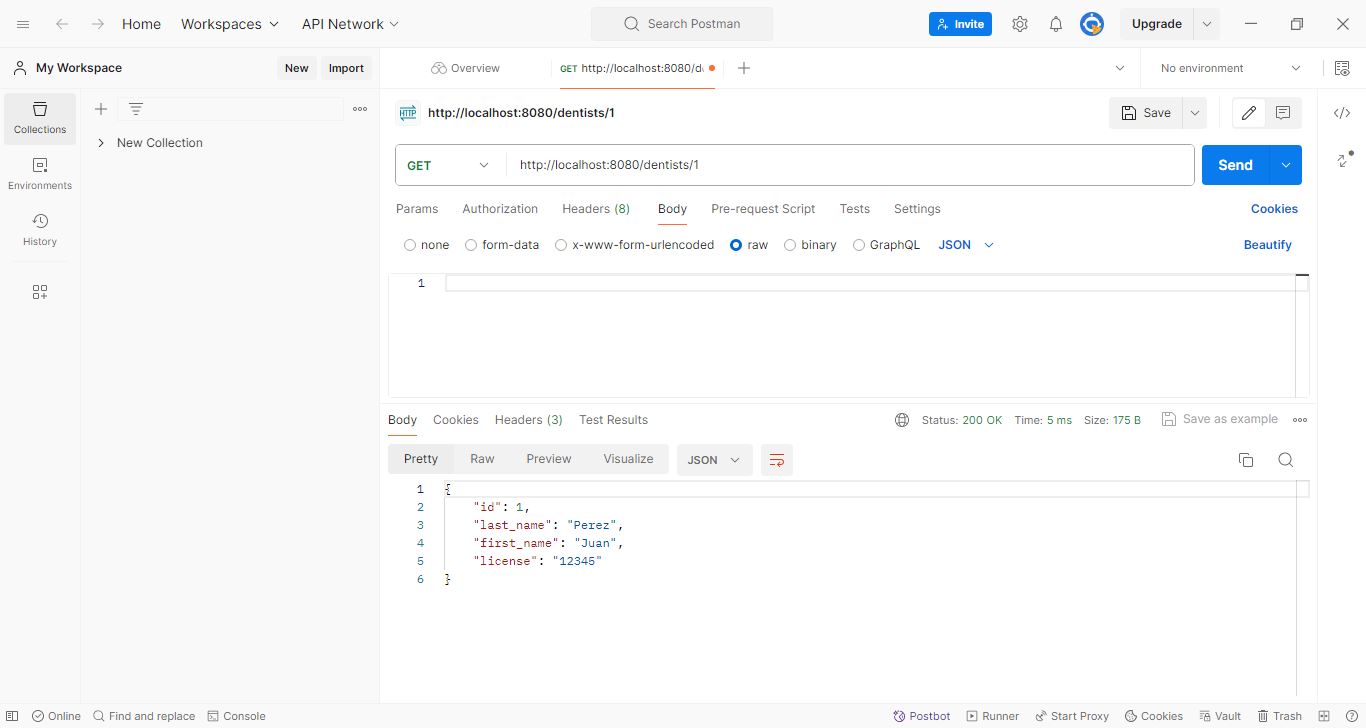 Home Workspaces API Network Search Postman Invite Upgrade
My Workspace New Import Overview GET http://localhost:8080/d No environment
Collections
New Collection
Environments
History
HTTP http://localhost:8080/dentists/1 Save
GET http://localhost:8080/dentists/1 Send
Params Authorization Headers (8) Body Pre-request Script Tests Settings Cookies
none form-data x-www-form-urlencoded raw binary GraphQL JSON Beautify
1
Body Cookies Headers (3) Test Results Status: 200 OK Time: 5 ms Size: 175 B Save as example
Pretty Raw Preview Visualize JSON
1 {
2 "id": 1,
3 "last_name": "Perez",
4 "first_name": "Juan",
5 "license": "12345"
6 }
Online Find and replace Console Postbot Runner Start Proxy Cookies Vault Trash